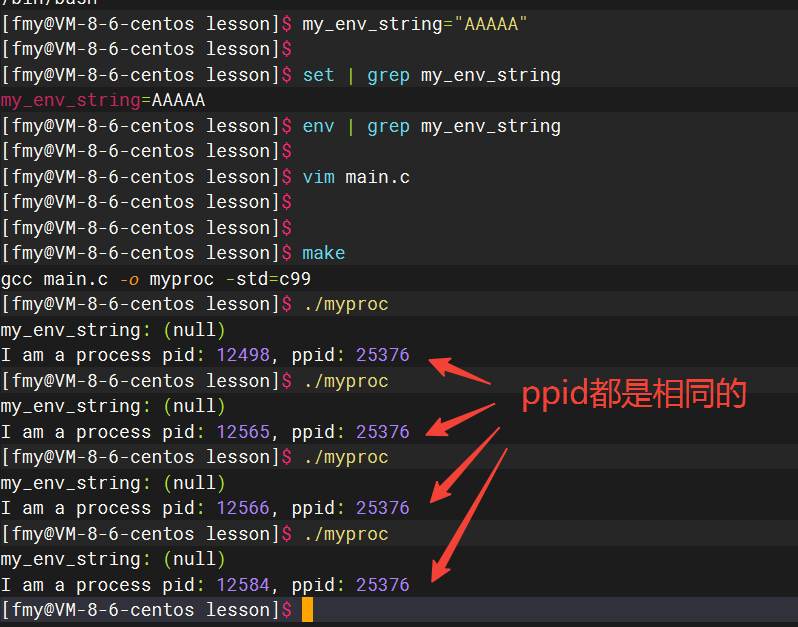 /bin/bash
[fmy@VM-8-6-centos lesson]$ my_env_string="AAAAA"
[fmy@VM-8-6-centos lesson]$
[fmy@VM-8-6-centos lesson]$ set | grep my_env_string
my_env_string=AAAAA
[fmy@VM-8-6-centos lesson]$ env | grep my_env_string
[fmy@VM-8-6-centos lesson]$
[fmy@VM-8-6-centos lesson]$ vim main.c
[fmy@VM-8-6-centos lesson]$
[fmy@VM-8-6-centos lesson]$
[fmy@VM-8-6-centos lesson]$ make
gcc main.c -o myproc -std=c99
[fmy@VM-8-6-centos lesson]$ ./myproc
my_env_string: (null)
I am a process pid: 12498, ppid: 25376
[fmy@VM-8-6-centos lesson]$ ./myproc
ppid都是相同的
my_env_string: (null)
I am a process pid: 12565, ppid: 25376
[fmy@VM-8-6-centos lesson]$ ./myproc
my_env_string: (null)
I am a process pid: 12566, ppid: 25376
[fmy@VM-8-6-centos lesson]$ ./myproc
my_env_string: (null)
I am a process pid: 12584, ppid: 25376
[fmy@VM-8-6-centos lesson]$